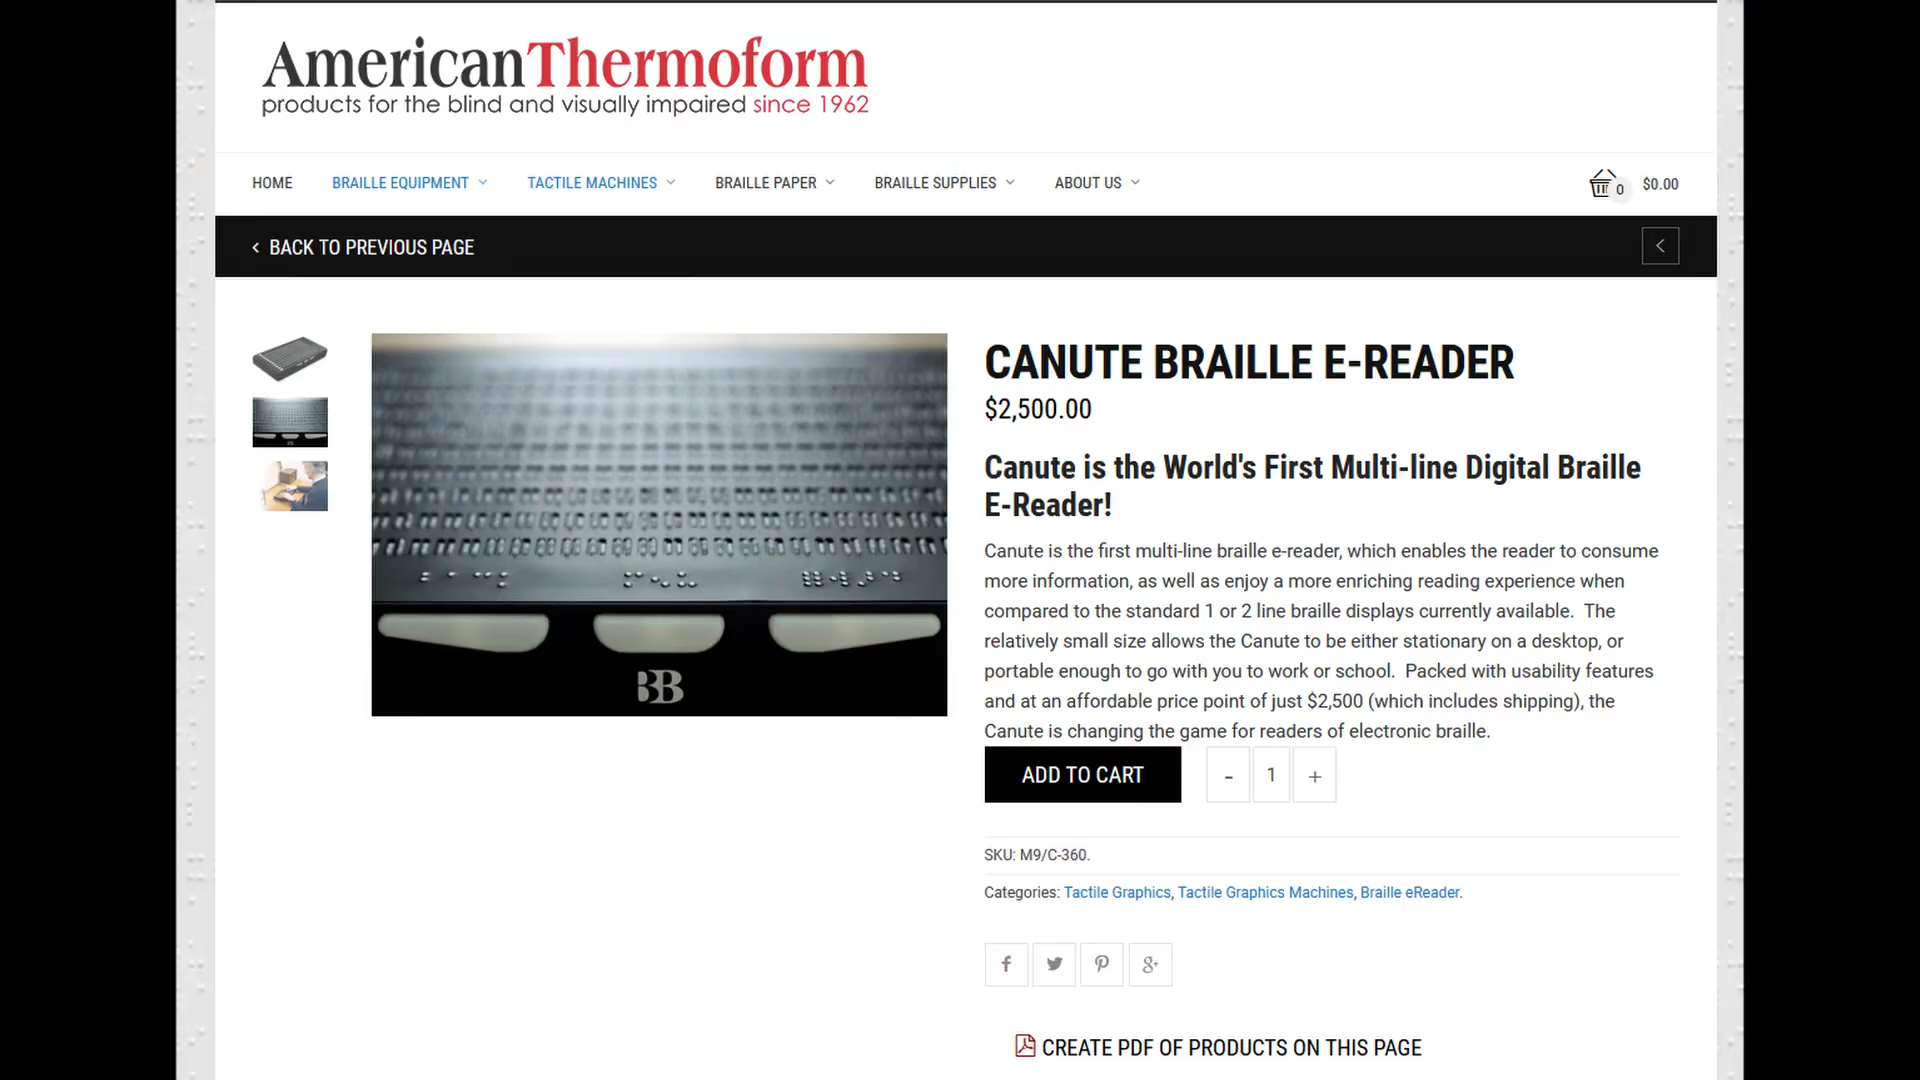 AmericanThermoform
products for the blind and visually impaired since 1962
HOME BRAILLE EQUIPMENT TACTILE MACHINES BRAILLE PAPER BRAILLE SUPPLIES ABOUT US 0 $0.00
BACK TO PREVIOUS PAGE
CANUTE BRAILLE E-READER
$2,500.00
Canute is the World's First Multi-line Digital Braille
E-Reader!
Canute is the first multi-line braille e-reader, which enables the reader to consume
more information, as well as enjoy a more enriching reading experience when
compared to the standard 1 or 2 line braille displays currently available. The
relatively small size allows the Canute to be either stationary on a desktop, or
portable enough to go with you to work or school. Packed with usability features
and at an affordable price point of just $2,500 (which includes shipping), the
Canute is changing the game for readers of electronic braille.
ADD TO CART - 1 +
SKU: M9/C-360.
Categories: Tactile Graphics, Tactile Graphics Machines, Braille eReader.
BB
CREATE PDF OF PRODUCTS ON THIS PAGE